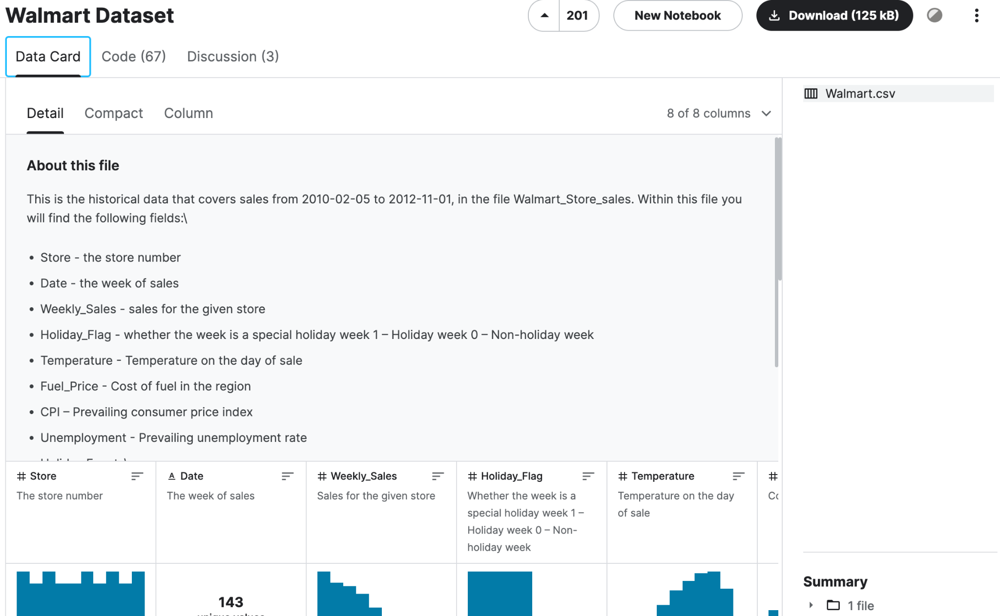 Walmart Dataset
201
New Notebook
Download (125 kB)
Data Card
Code (67)
Discussion (3)
Detail
Compact
Column
8 of 8 columns
Walmart.csv
About this file
This is the historical data that covers sales from 2010-02-05 to 2012-11-01, in the file Walmart_Store_sales. Within this file you
will find the following fields:\
• Store - the store number
• Date - the week of sales
• Weekly_Sales - sales for the given store
• Holiday_Flag - whether the week is a special holiday week 1 – Holiday week 0 – Non-holiday week
• Temperature - Temperature on the day of sale
• Fuel_Price - Cost of fuel in the region
• CPI – Prevailing consumer price index
• Unemployment - Prevailing unemployment rate
# Store
The store number
A Date
The week of sales
# Weekly_Sales
Sales for the given store
# Holiday_Flag
Whether the week is a
special holiday week 1 –
Holiday week 0 – Non-
holiday week
# Temperature
Temperature on the day
of sale
#
143
Summary
1 file